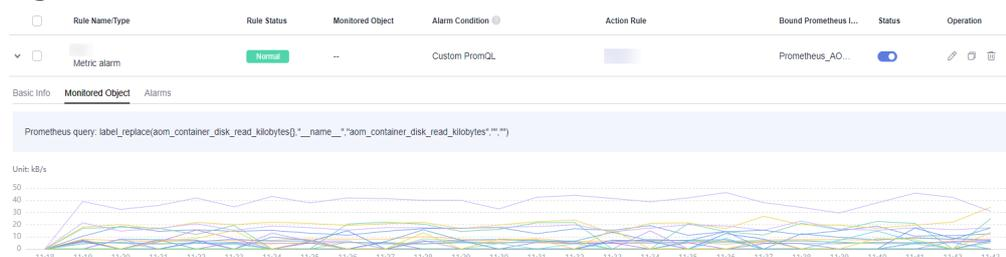 Rule Name/Type Rule Status Monitored Object Alarm Condition Action Rule Bound Prometheus I... Status Operation
Metric alarm Normal -- Custom PromQL Prometheus_AO...
Basic Info Monitored Object Alarms
Prometheus query: label_replace(aom_container_disk_read_kilobytes{},"__name__","aom_container_disk_read_kilobytes","","")
Unit: kB/s
50
40
30
20
10
0